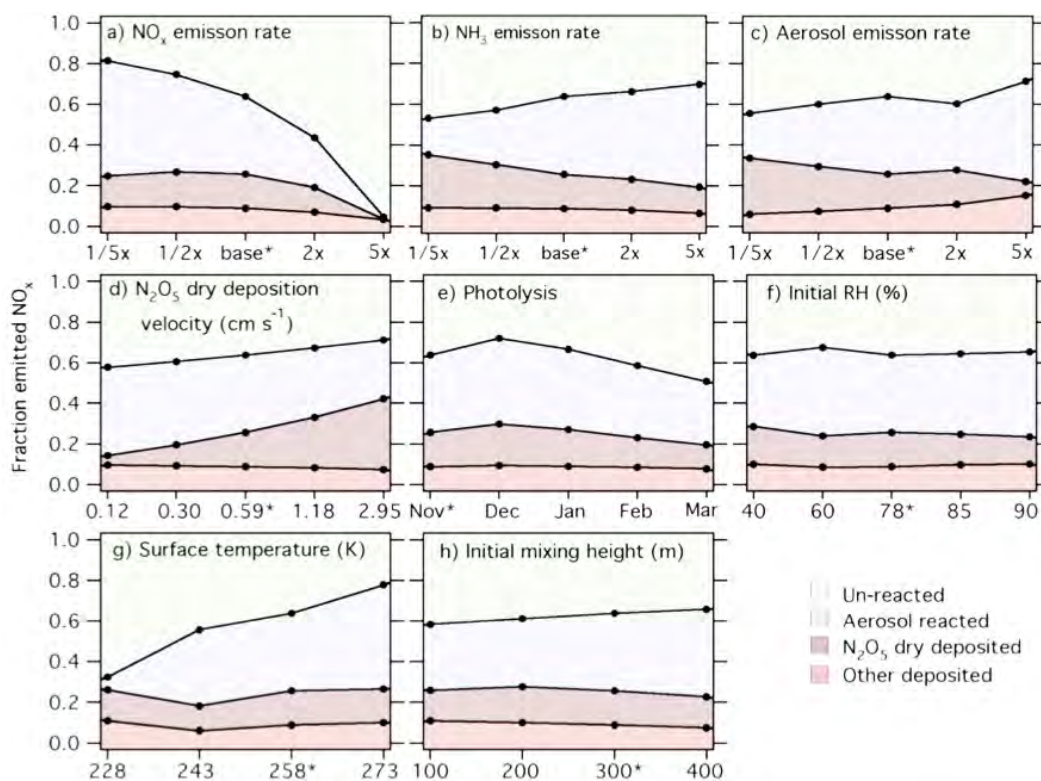 a) NOₓ emisson rate
b) NH₃ emisson rate
c) Aerosol emission rate
1.0
0.8
0.6
0.4
0.2
0.0
1/5x 1/2x base* 2x 5x
1/5x 1/2x base* 2x 5x
1/5x 1/2x base* 2x 5x
Fraction emitted NOₓ
d) N₂O₅ dry deposition
velocity (cm s⁻¹)
e) Photolysis
f) Initial RH (%)
1.0
0.8
0.6
0.4
0.2
0.0
0.12 0.30 0.59* 1.18 2.95
Nov* Dec Jan Feb Mar
40 60 78* 85 90
g) Surface temperature (K)
h) Initial mixing height (m)
1.0
0.8
0.6
0.4
0.2
0.0
228 243 258* 273
100 200 300* 400
Un-reacted
Aerosol reacted
N₂O₅ dry deposited
Other deposited